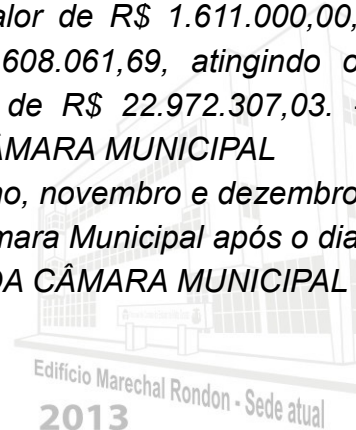 alor de R$ 1.611.000,00,
608.061,69, atingindo o
de R$ 22.972.307,03.
MARA MUNICIPAL
o, novembro e dezembro
mara Municipal após o dia
DA CÂMARA MUNICIPAL
Edifício Marechal Rondon - Sede atual
2013